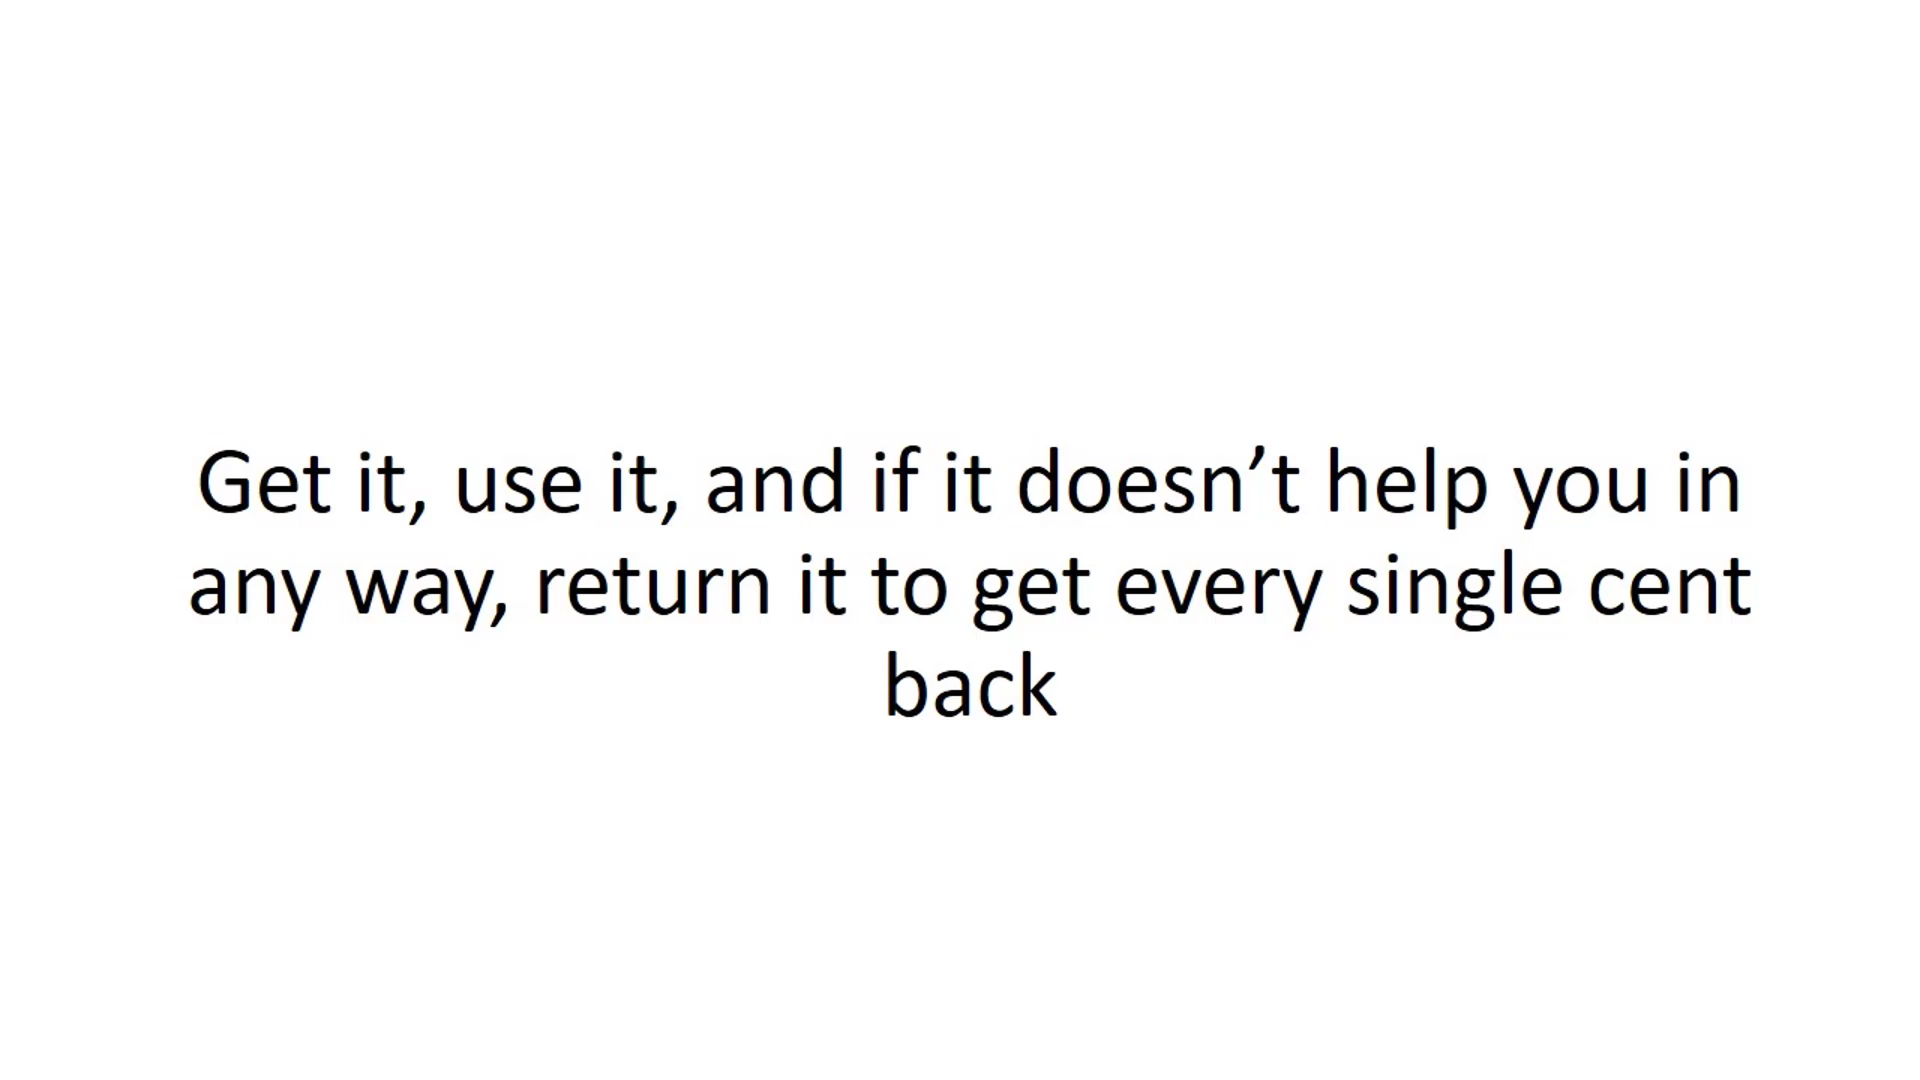 Get it, use it, and if it doesn’t help you in
any way, return it to get every single cent
back